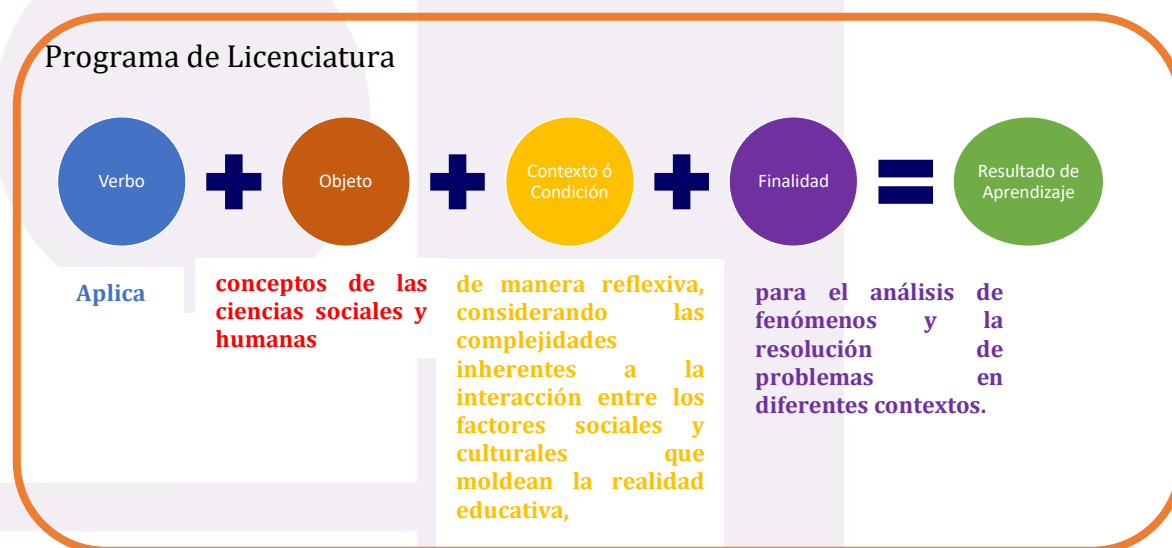 Programa de Licenciatura
Verbo
Objeto
Contexto ó
Condición
Finalidad
Resultado de
Aprendizaje
Aplica
conceptos de las
ciencias sociales y
humanas
de manera reflexiva,
considerando las
complejidades
inherentes a la
interacción entre los
factores sociales y
culturales que
moldean la realidad
educativa,
para el análisis de
fenómenos y la
resolución de
problemas en
diferentes contextos.